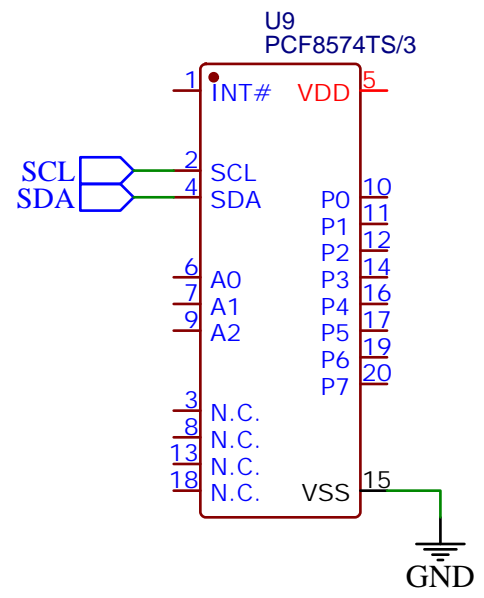 U9
PCF8574TS/3
1 INT# VDD 5
SCL 2 SCL
SDA 4 SDA P0 10
P1 11
P2 12
6 A0 P3 14
7 A1 P4 16
9 A2 P5 17
P6 19
P7 20
3 N.C.
8 N.C.
13 N.C.
18 N.C. VSS 15
GND